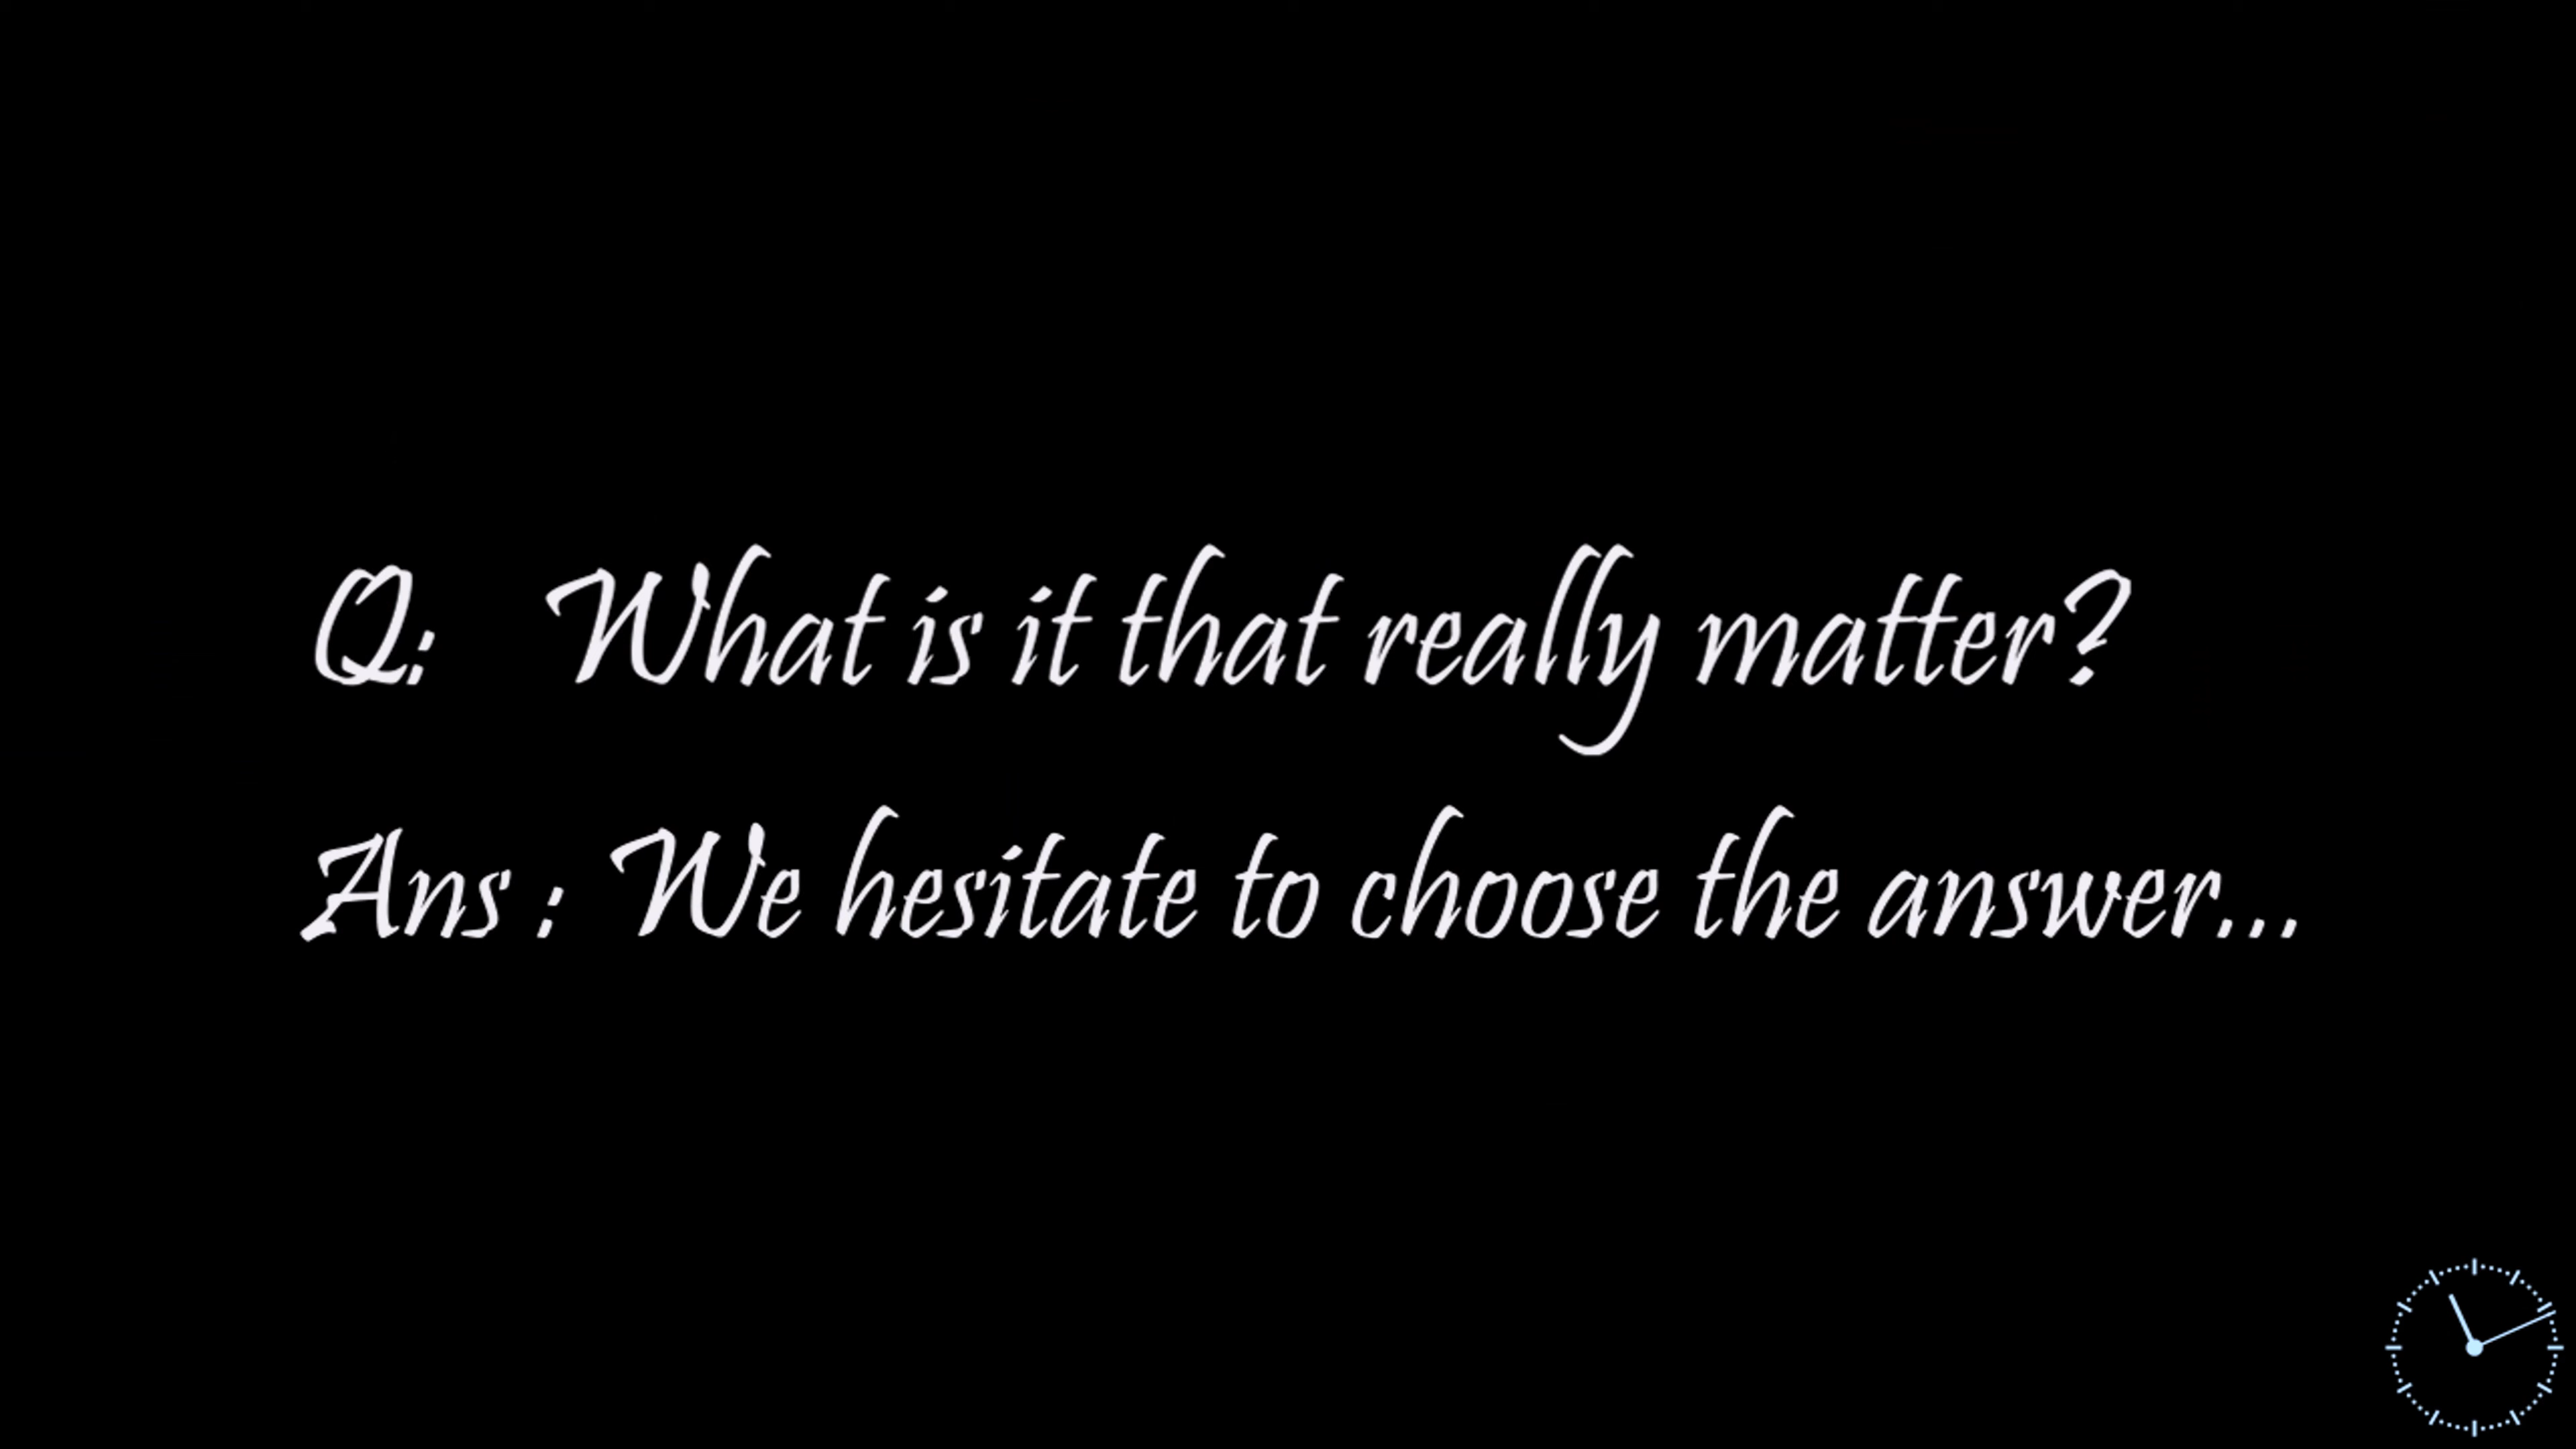 Q: What is it that really matter?
Ans : We hesitate to choose the answer...